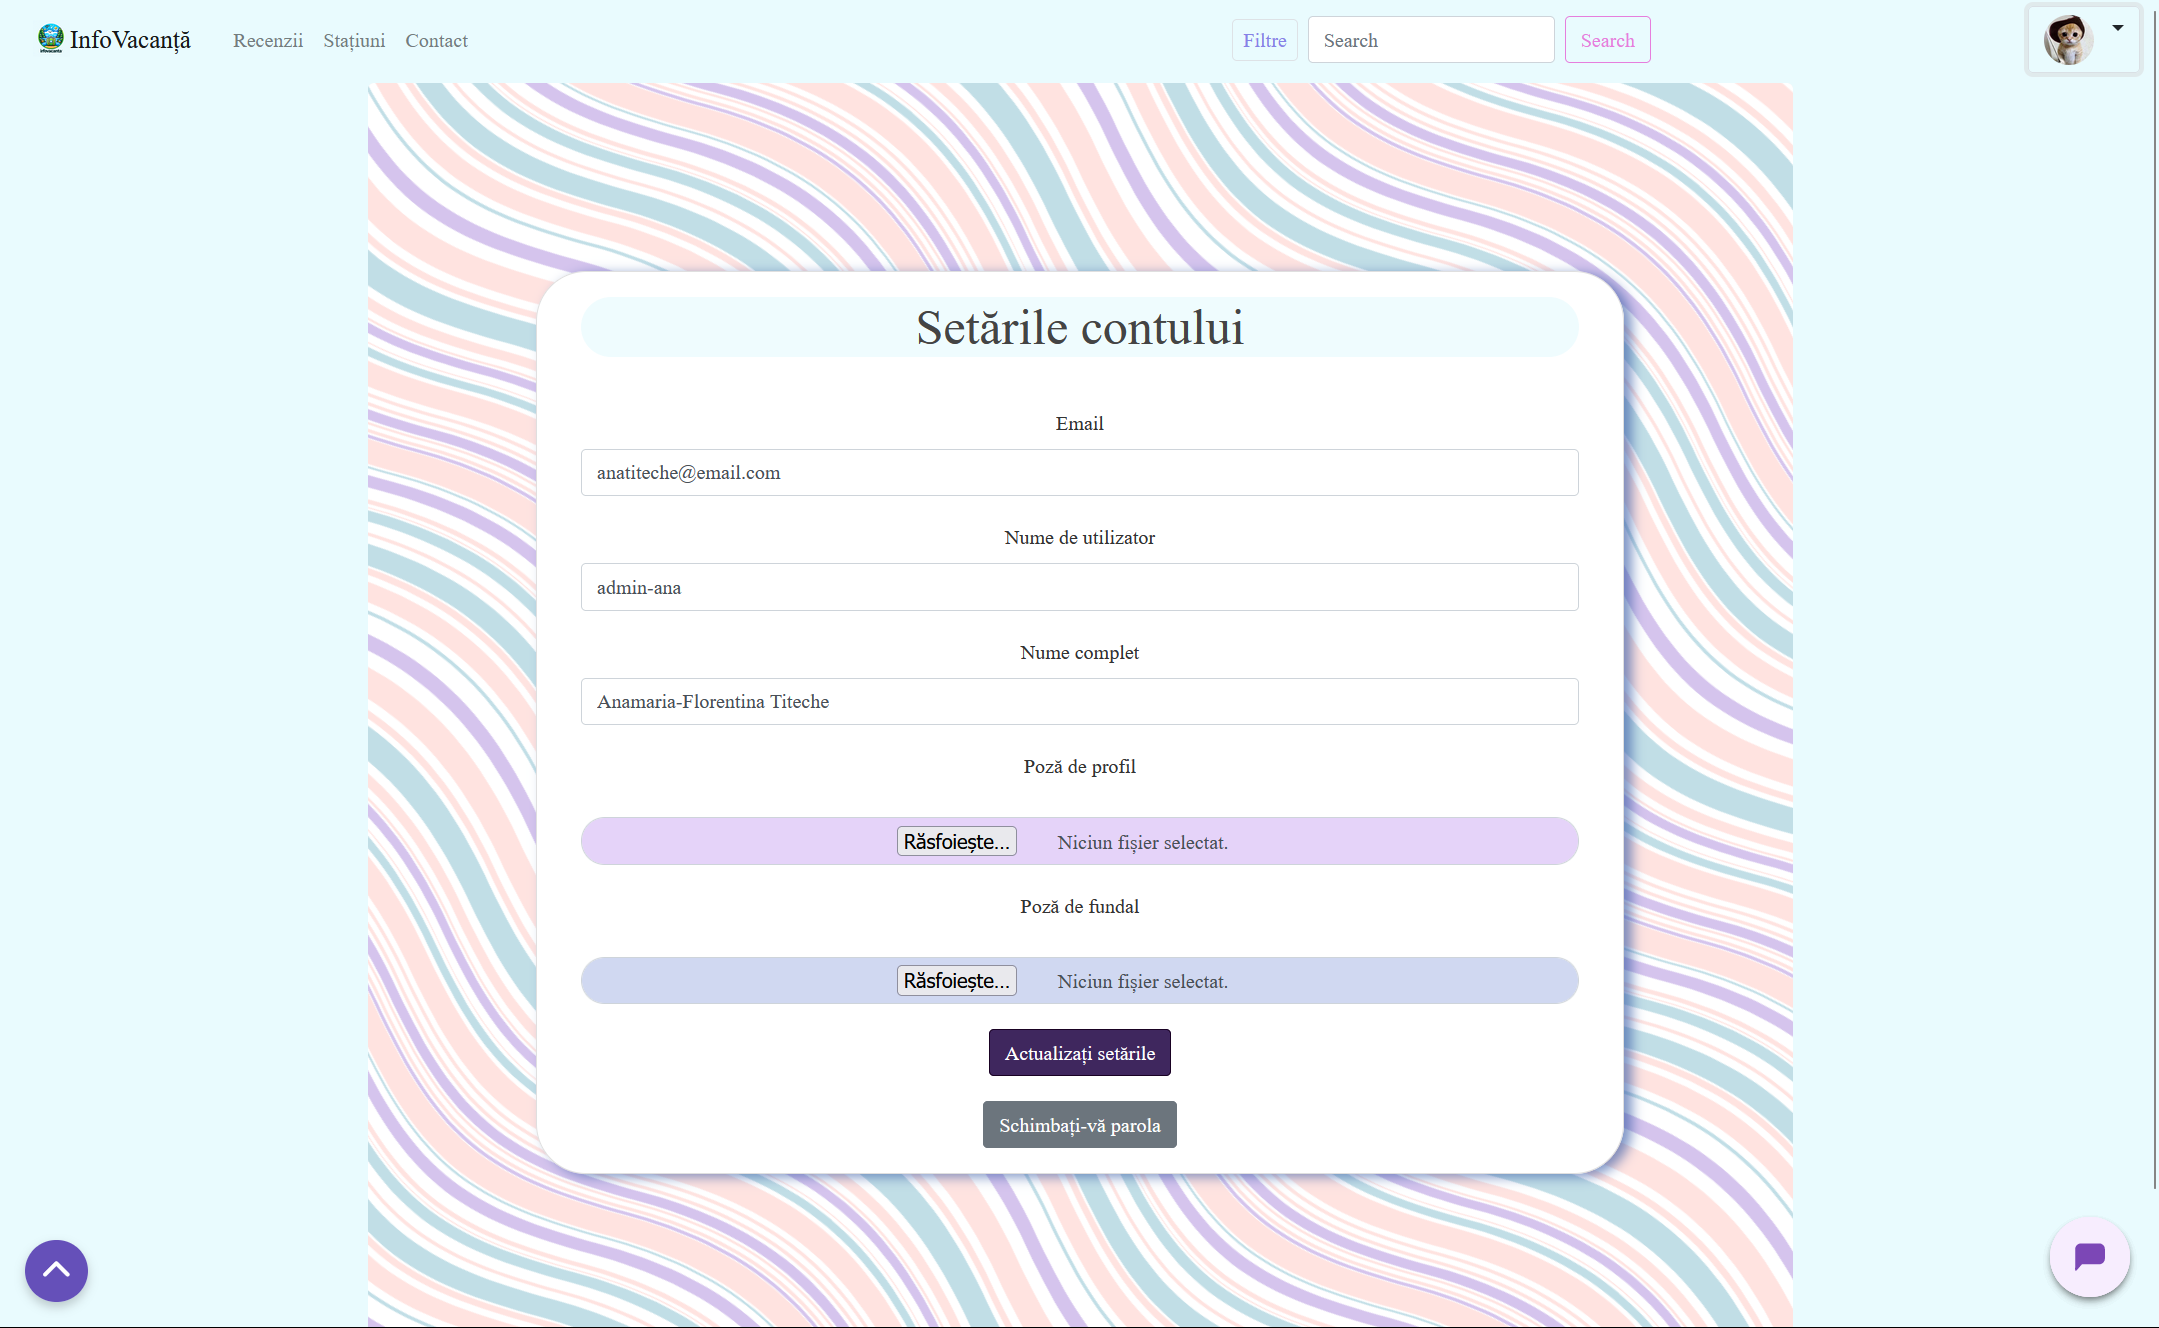 InfoVacanță
Recenzii
Stațiuni
Contact
Filtre
Search
Search
Setările contului
Email
anatiteche@email.com
Nume de utilizator
admin-ana
Nume complet
Anamaria-Florentina Titeche
Poză de profil
Răsfoiește... Niciun fișier selectat.
Poză de fundal
Răsfoiește... Niciun fișier selectat.
Actualizați setările
Schimbați-vă parola